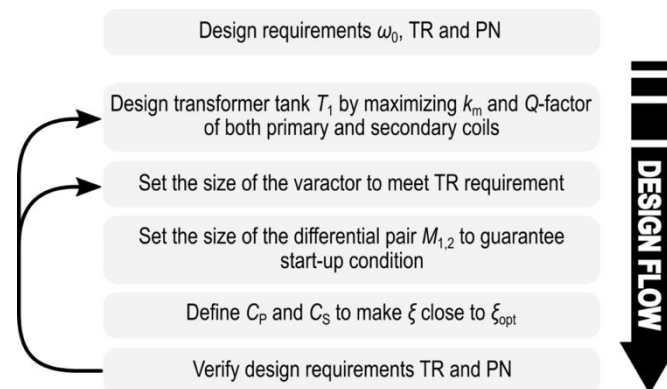 Design requirements ω₀, TR and PN
Design transformer tank T₁ by maximizing kₘ and Q-factor
of both primary and secondary coils
Set the size of the varactor to meet TR requirement
Set the size of the differential pair M₁,₂ to guarantee
start-up condition
Define C_P and C_S to make ξ close to ξ_opt
Verify design requirements TR and PN
DESIGN FLOW